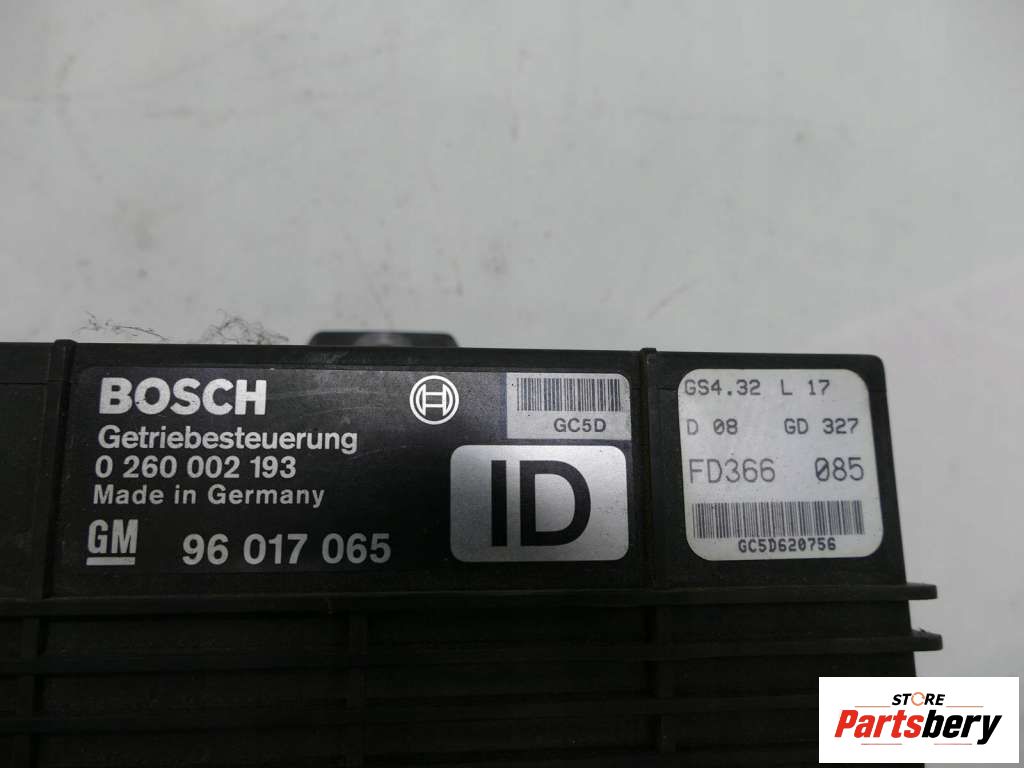 BOSCH
Getriebesteuerung
0 260 002 193
Made in Germany
GM 96 017 065
GC5D
ID
GS4.32 L 17
D 08 GD 327
FD366 085
GC5D620756
STORE
Partsbery